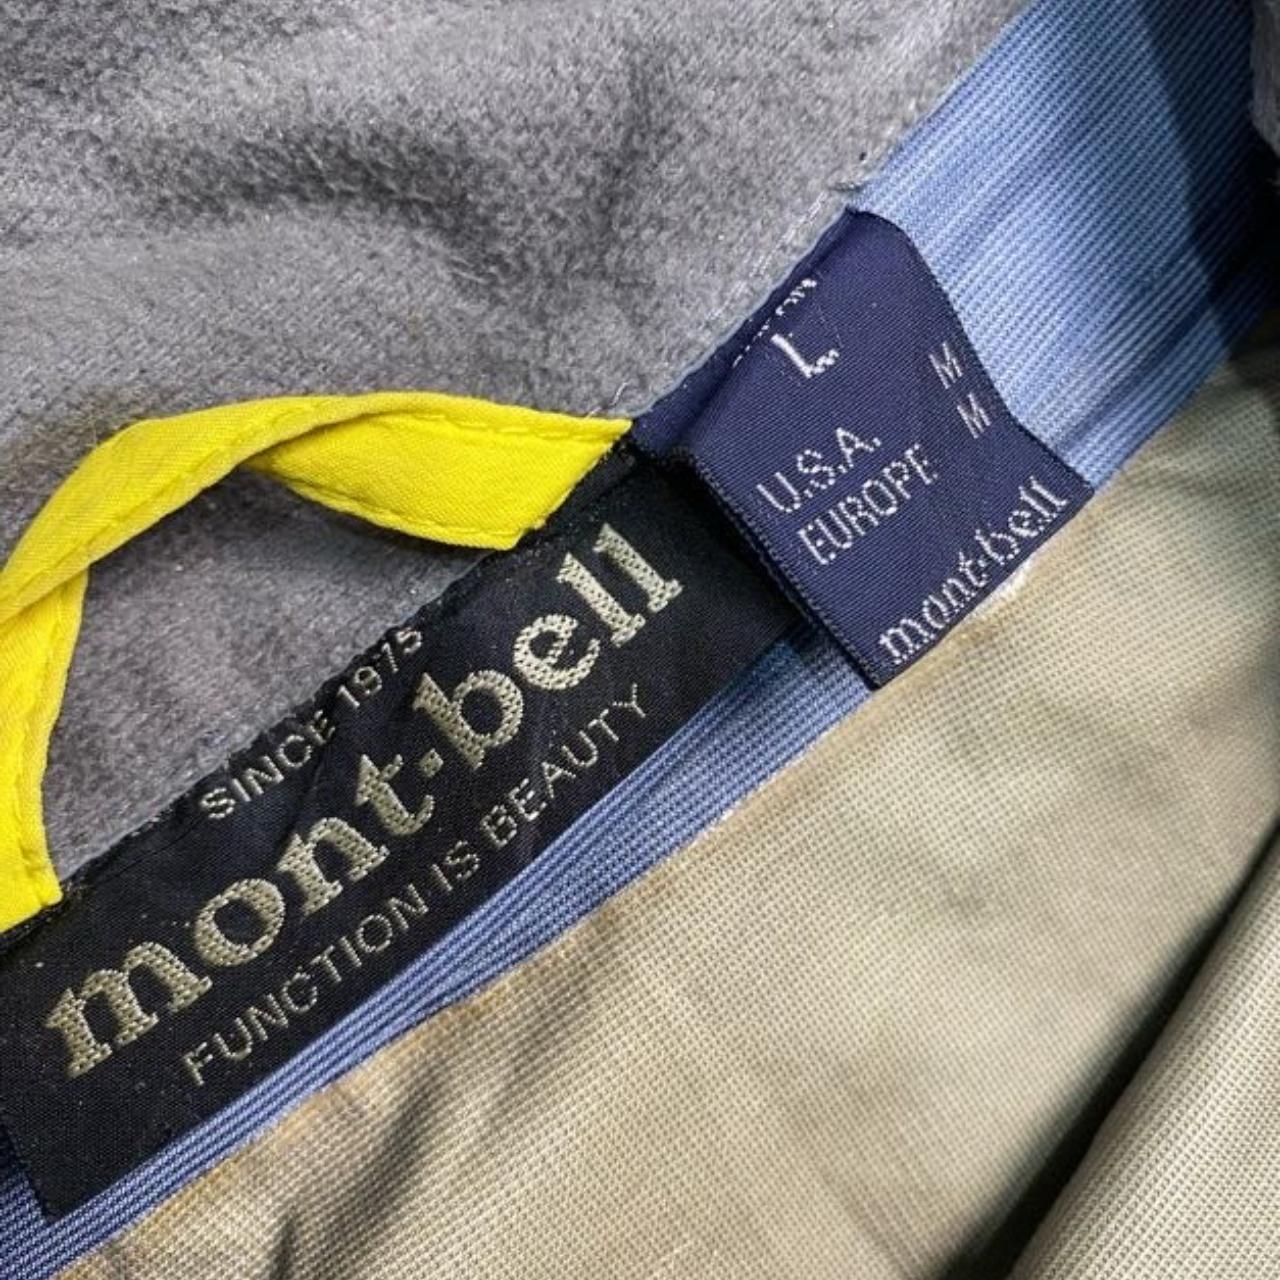 SINCE 1975
mont·bell
FUNCTION IS BEAUTY
L
U.S.A. M
EUROPE M
mont·bell